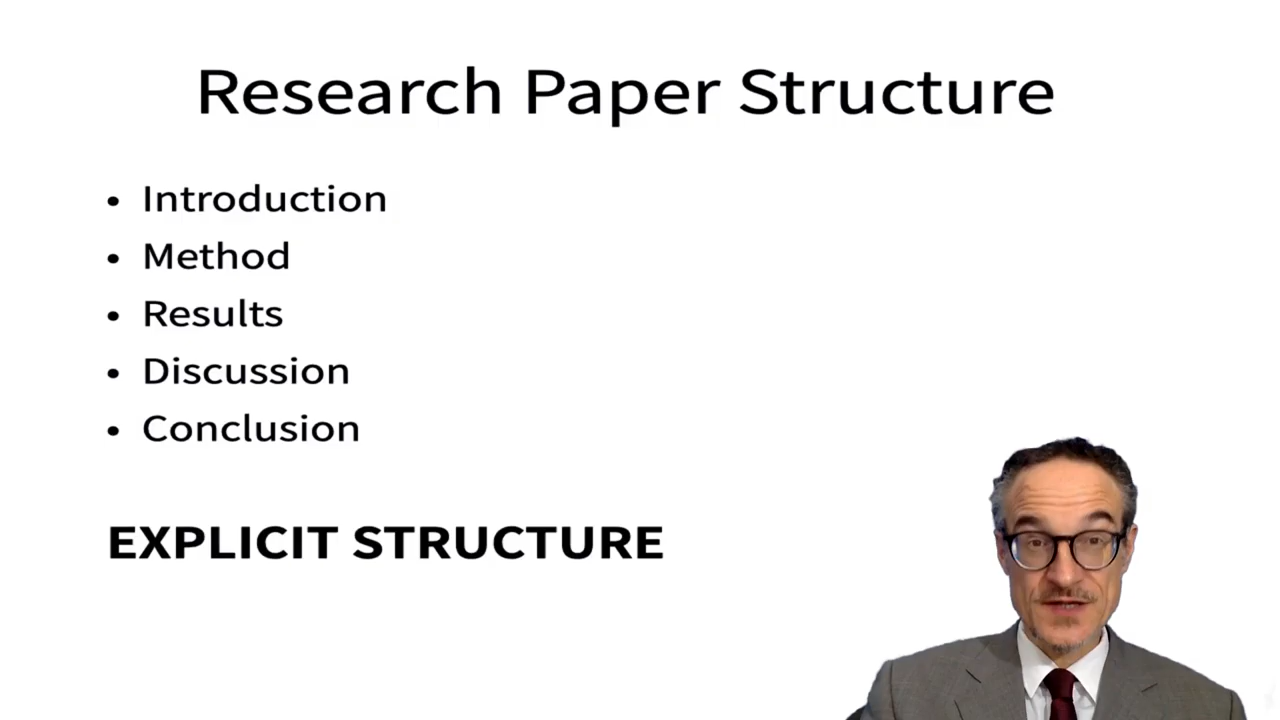 Research Paper Structure
• Introduction
• Method
• Results
• Discussion
• Conclusion
EXPLICIT STRUCTURE